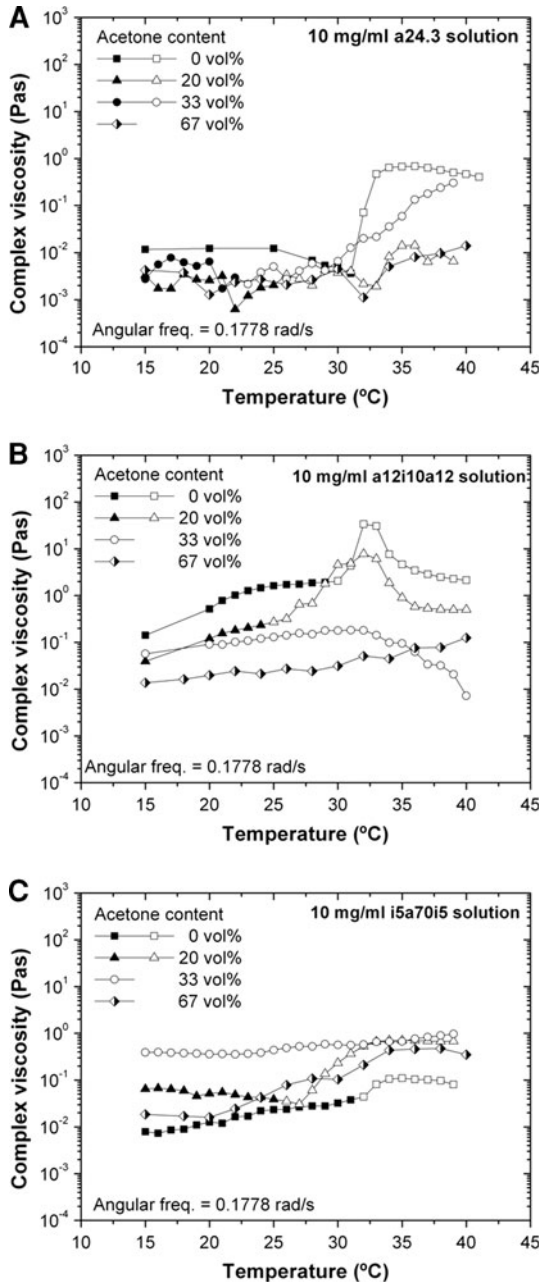 A
Acetone content
10 mg/ml a24.3 solution
0 vol%
20 vol%
33 vol%
67 vol%
Complex viscosity (Pas)
10³
10²
10¹
10⁰
10⁻¹
10⁻²
10⁻³
10⁻⁴
Angular freq. = 0.1778 rad/s
10 15 20 25 30 35 40 45
Temperature (ºC)
B
Acetone content
10 mg/ml a12i10a12 solution
0 vol%
20 vol%
33 vol%
67 vol%
Complex viscosity (Pas)
10³
10²
10¹
10⁰
10⁻¹
10⁻²
10⁻³
10⁻⁴
Angular freq. = 0.1778 rad/s
10 15 20 25 30 35 40 45
Temperature (ºC)
C
Acetone content
10 mg/ml i5a70i5 solution
0 vol%
20 vol%
33 vol%
67 vol%
Complex viscosity (Pas)
10³
10²
10¹
10⁰
10⁻¹
10⁻²
10⁻³
10⁻⁴
Angular freq. = 0.1778 rad/s
10 15 20 25 30 35 40 45
Temperature (ºC)